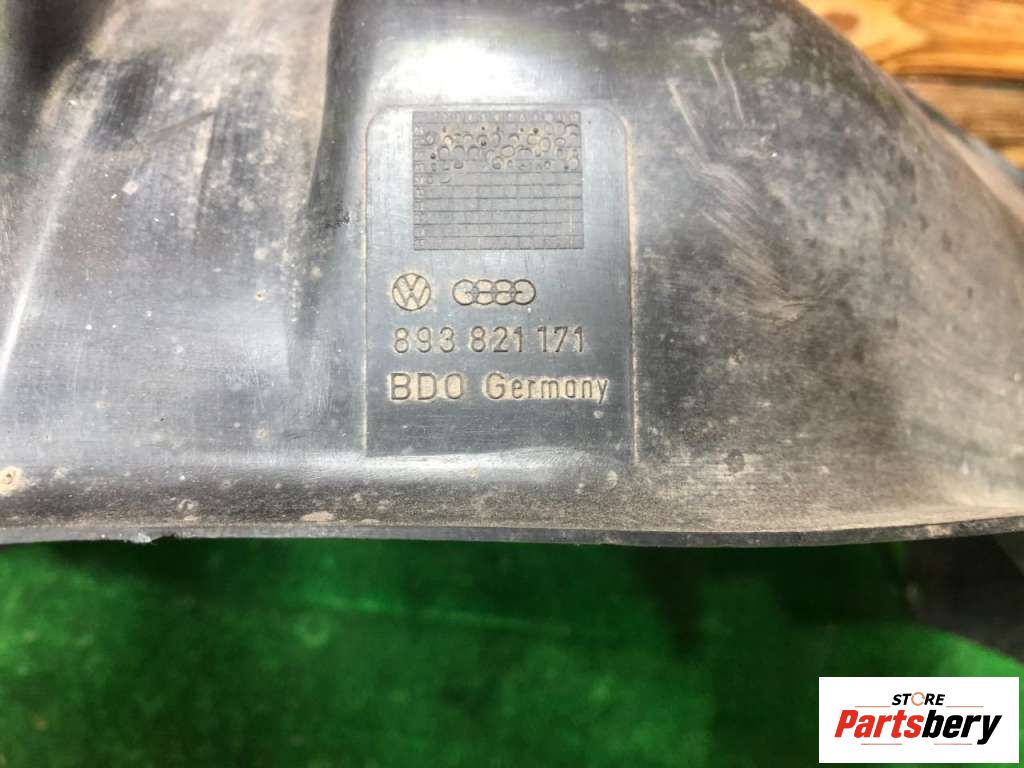 893 821 171
BDO Germany
STORE
Partsbery